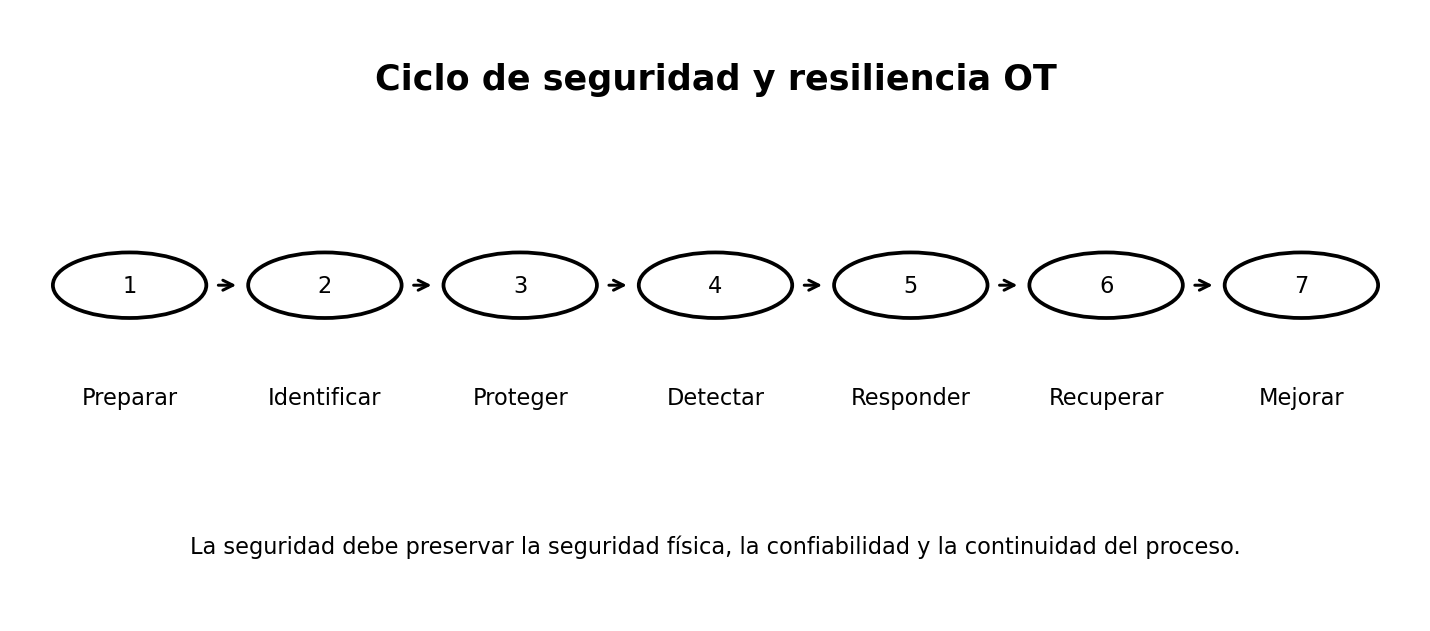 Ciclo de seguridad y resiliencia OT
1 2 3 4 5 6 7
Preparar Identificar Proteger Detectar Responder Recuperar Mejorar
La seguridad debe preservar la seguridad física, la confiabilidad y la continuidad del proceso.